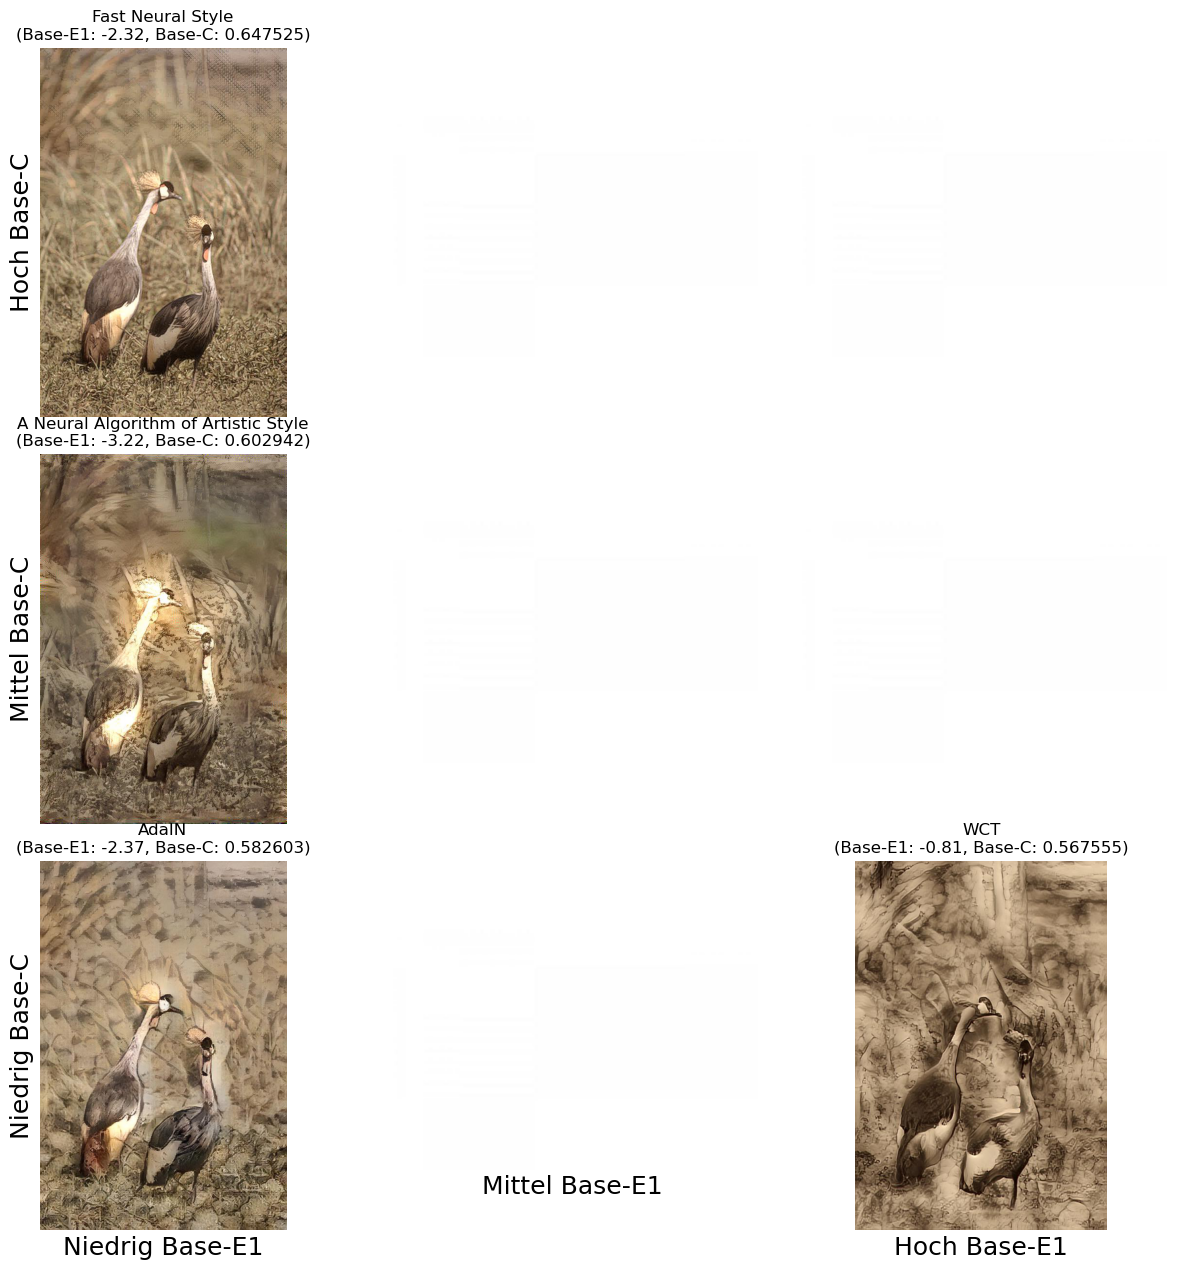 Fast Neural Style
(Base-E1: -2.32, Base-C: 0.647525)
Hoch Base-C
A Neural Algorithm of Artistic Style
(Base-E1: -3.22, Base-C: 0.602942)
Mittel Base-C
AdaIN
(Base-E1: -2.37, Base-C: 0.582603)
WCT
(Base-E1: -0.81, Base-C: 0.567555)
Niedrig Base-C
Mittel Base-E1
Niedrig Base-E1
Hoch Base-E1